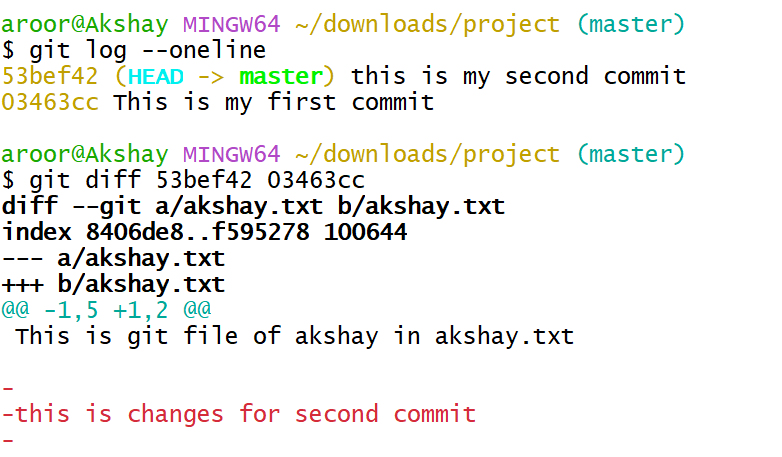 aroor@Akshay MINGW64 ~/downloads/project (master)
$ git log --oneline
53bef42 (HEAD -> master) this is my second commit
03463cc This is my first commit

aroor@Akshay MINGW64 ~/downloads/project (master)
$ git diff 53bef42 03463cc
diff --git a/akshay.txt b/akshay.txt
index 8406de8..f595278 100644
--- a/akshay.txt
+++ b/akshay.txt
@@ -1,5 +1,2 @@
 This is git file of akshay in akshay.txt

-
-this is changes for second commit
-